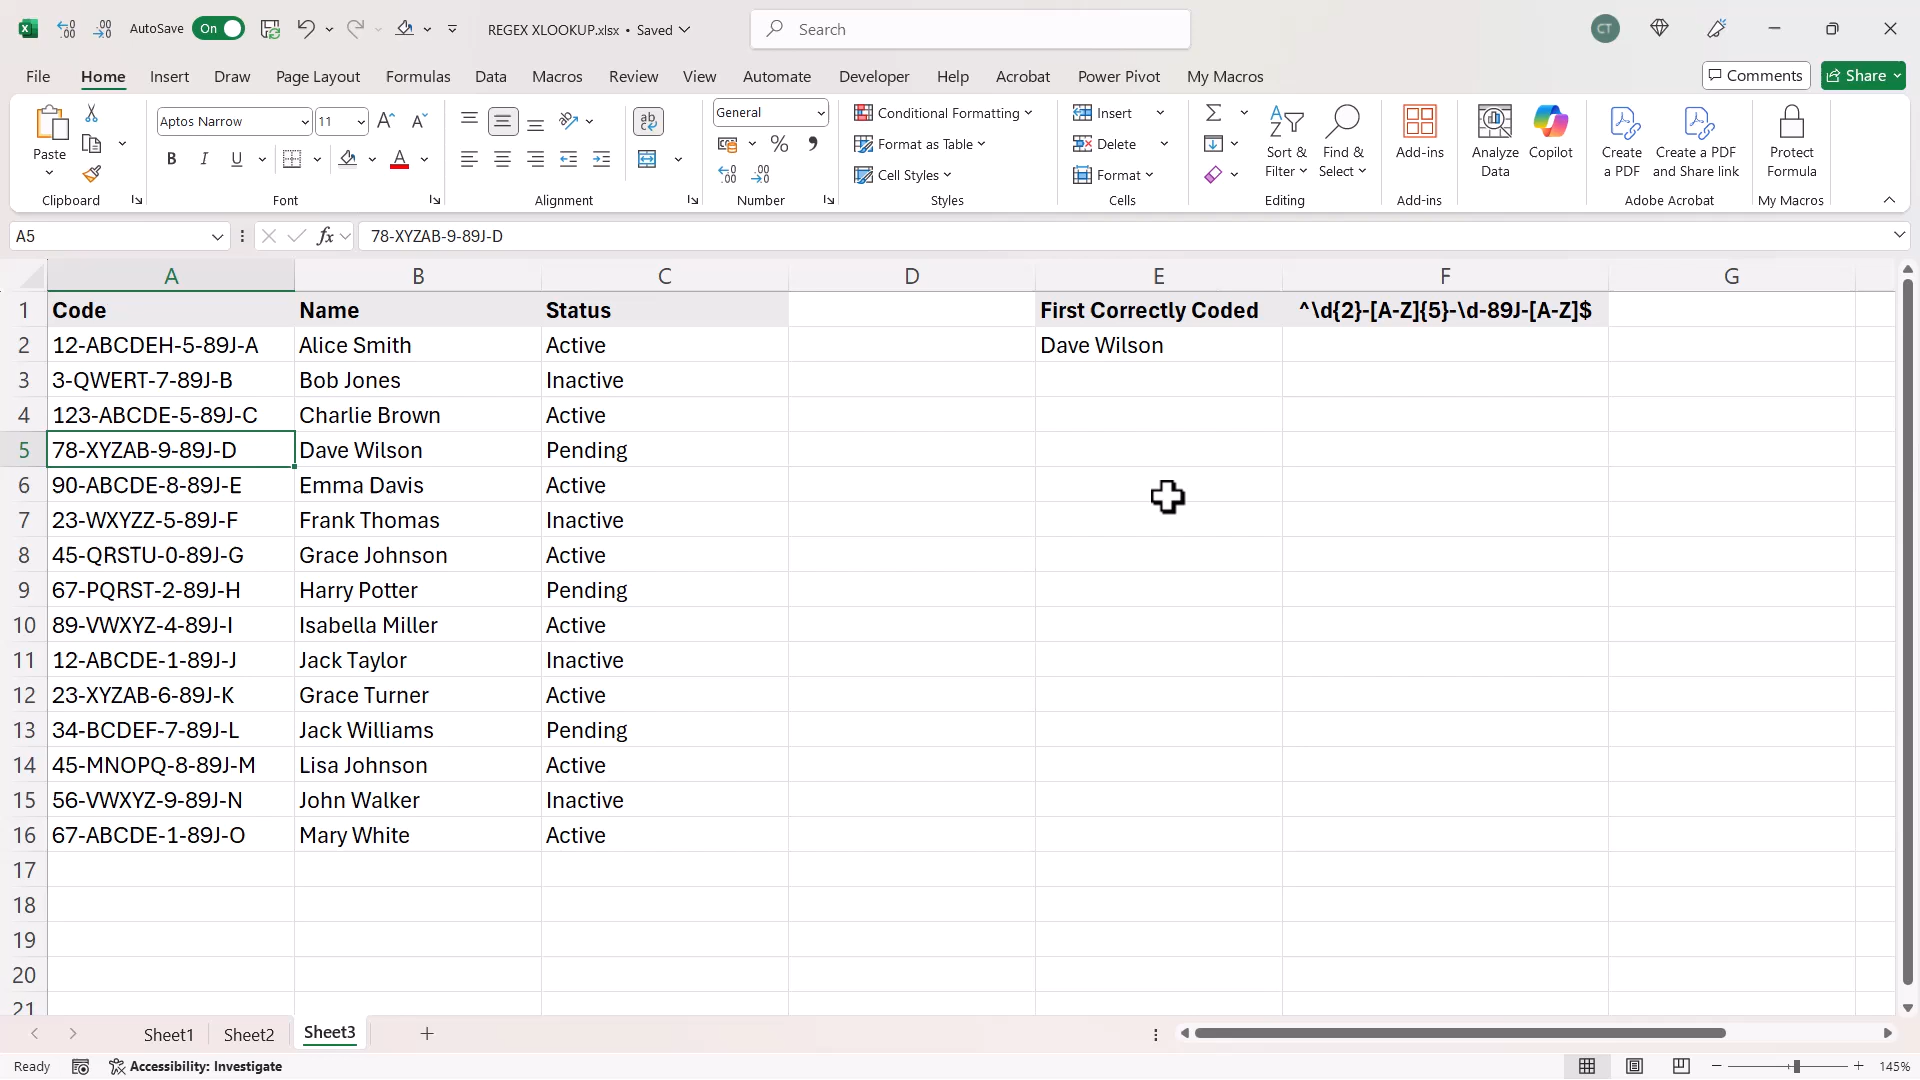 AutoSave On REGEX XLOOKUP.xlsx • Saved Search CT
File Home Insert Draw Page Layout Formulas Data Macros Review View Automate Developer Help Acrobat Power Pivot My Macros Comments Share
Paste Aptos Narrow 11 General Conditional Formatting Insert Sort & Filter Find & Select Add-ins Analyze Data Copilot Create a PDF Create a PDF and Share link Protect Formula
B I U A ab Format as Table Delete
Cell Styles Format
Clipboard Font Alignment Number Styles Cells Editing Add-ins Adobe Acrobat My Macros
A5 fx 78-XYZAB-9-89J-D
A B C D E F G
1 Code Name Status First Correctly Coded ^\d{2}-[A-Z]{5}-\d-89J-[A-Z]$
2 12-ABCDEH-5-89J-A Alice Smith Active Dave Wilson
3 3-QWERT-7-89J-B Bob Jones Inactive
4 123-ABCDE-5-89J-C Charlie Brown Active
5 78-XYZAB-9-89J-D Dave Wilson Pending
6 90-ABCDE-8-89J-E Emma Davis Active
7 23-WXYZZ-5-89J-F Frank Thomas Inactive
8 45-QRSTU-0-89J-G Grace Johnson Active
9 67-PQRST-2-89J-H Harry Potter Pending
10 89-VWXYZ-4-89J-I Isabella Miller Active
11 12-ABCDE-1-89J-J Jack Taylor Inactive
12 23-XYZAB-6-89J-K Grace Turner Active
13 34-BCDEF-7-89J-L Jack Williams Pending
14 45-MNOPQ-8-89J-M Lisa Johnson Active
15 56-VWXYZ-9-89J-N John Walker Inactive
16 67-ABCDE-1-89J-O Mary White Active
17
18
19
20
21
Sheet1 Sheet2 Sheet3
Ready Accessibility: Investigate 145%